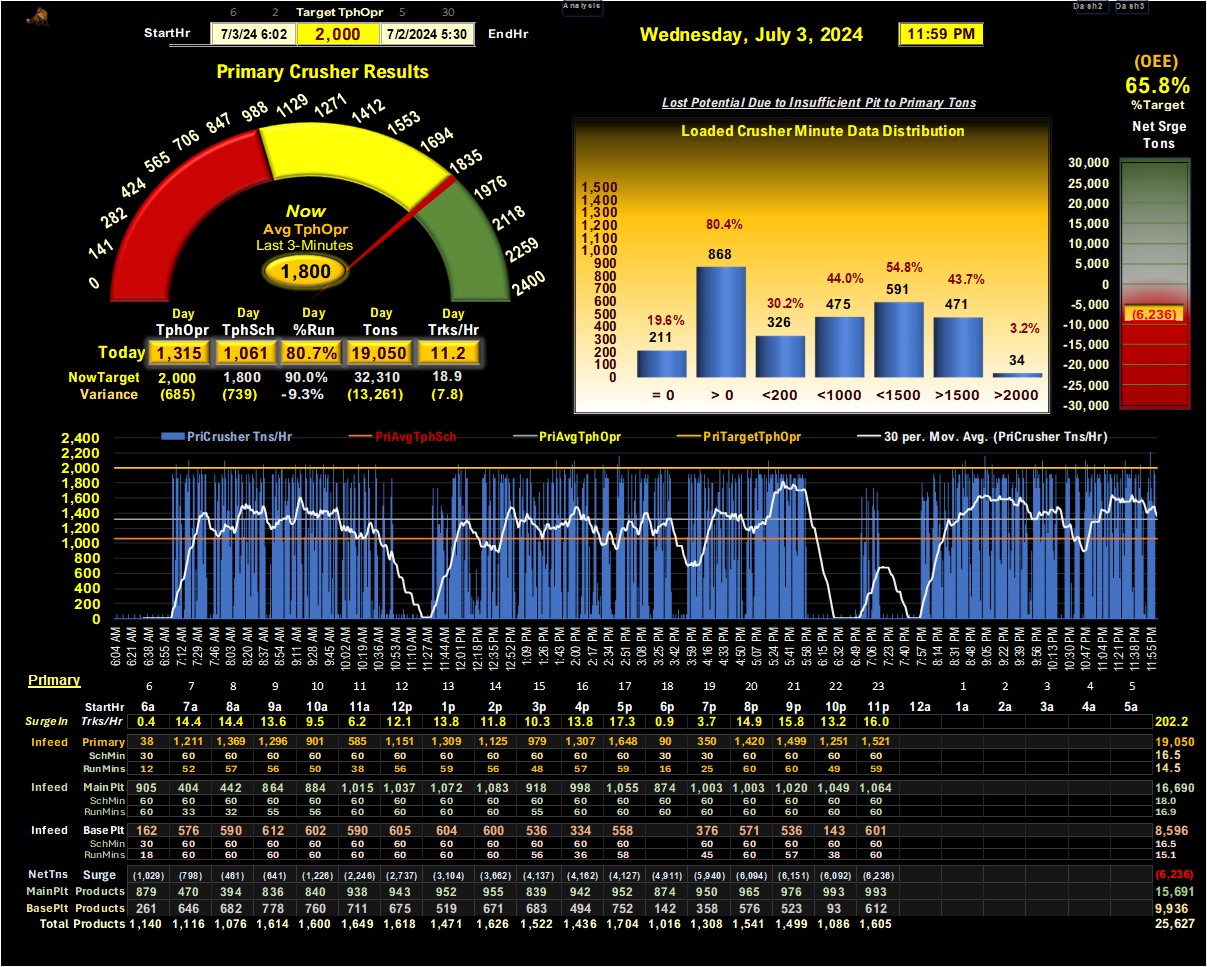 6 2 Target TphOpr 5 30
Analysis
Dash2 Dash3
StartHr 7/3/24 6:02 2,000 7/2/2024 5:30 EndHr
Wednesday, July 3, 2024 11:59 PM
(OEE)
65.8%
%Target
Primary Crusher Results
0 141 282 424 565 706 847 988 1129 1271 1412 1553 1694 1835 1976 2118 2259 2400
Now
Avg TphOpr
Last 3-Minutes
1,800
Day Day Day Day Day
TphOpr TphSch %Run Tons Trks/Hr
Today 1,315 1,061 80.7% 19,050 11.2
NowTarget 2,000 1,800 90.0% 32,310 18.9
Variance (685) (739) -9.3% (13,261) (7.8)
Lost Potential Due to Insufficient Pit to Primary Tons
Loaded Crusher Minute Data Distribution
1,500
1,400
1,300
1,200
1,100
1,000
900
800
700
600
500
400
300
200
100
0
19.6% 80.4% 30.2% 44.0% 54.8% 43.7% 3.2%
211 868 326 475 591 471 34
= 0 > 0 <200 <1000 <1500 >1500 >2000
Net Srge
Tons
30,000
25,000
20,000
15,000
10,000
5,000
0
-5,000
-10,000
-15,000
-20,000
-25,000
-30,000
(6,236)
PriCrusher Tns/Hr PriAvgTphSch PriAvgTphOpr PriTargetTphOpr 30 per. Mov. Avg. (PriCrusher Tns/Hr)
2,400
2,200
2,000
1,800
1,600
1,400
1,200
1,000
800
600
400
200
0
6:04 AM 6:21 AM 6:38 AM 6:55 AM 7:12 AM 7:29 AM 7:46 AM 8:03 AM 8:20 AM 8:37 AM 8:54 AM 9:11 AM 9:28 AM 9:45 AM 10:02 AM 10:19 AM 10:36 AM 10:53 AM 11:10 AM 11:27 AM 11:44 AM 12:01 PM 12:18 PM 12:35 PM 12:52 PM 1:09 PM 1:26 PM 1:43 PM 2:00 PM 2:17 PM 2:34 PM 2:51 PM 3:08 PM 3:25 PM 3:42 PM 3:59 PM 4:16 PM 4:33 PM 4:50 PM 5:07 PM 5:24 PM 5:41 PM 5:58 PM 6:15 PM 6:32 PM 6:49 PM 7:06 PM 7:23 PM 7:40 PM 7:57 PM 8:14 PM 8:31 PM 8:48 PM 9:05 PM 9:22 PM 9:39 PM 9:56 PM 10:13 PM 10:30 PM 10:47 PM 11:04 PM 11:21 PM 11:38 PM 11:55 PM
Primary
6 7 8 9 10 11 12 13 14 15 16 17 18 19 20 21 22 23 1 2 3 4 5
StartHr 6a 7a 8a 9a 10a 11a 12p 1p 2p 3p 4p 5p 6p 7p 8p 9p 10p 11p 12a 1a 2a 3a 4a 5a
SurgeIn Trks/Hr 0.4 14.4 14.4 13.6 9.5 6.2 12.1 13.8 11.8 10.3 13.8 17.3 0.9 3.7 14.9 15.8 13.2 16.0 202.2
Infeed Primary 38 1,211 1,369 1,296 901 585 1,151 1,309 1,125 979 1,307 1,648 90 350 1,420 1,499 1,251 1,521 19,050
SchMin 30 60 60 60 60 60 60 60 60 60 60 60 30 30 60 60 60 60 16.5
RunMins 12 52 57 56 50 38 56 59 56 48 57 59 16 25 60 60 49 59 14.5
Infeed MainPlt 905 404 442 864 884 1,015 1,037 1,072 1,083 918 998 1,055 874 1,003 1,003 1,020 1,049 1,064 16,690
SchMin 60 60 60 60 60 60 60 60 60 60 60 60 60 60 60 60 60 60 18.0
RunMins 60 33 32 55 56 60 60 60 60 55 60 60 60 60 60 60 60 60 16.9
Infeed BasePlt 162 576 590 612 602 590 605 604 600 536 334 558 376 571 536 143 601 8,596
SchMin 30 60 60 60 60 60 60 60 60 60 60 60 60 60 60 60 60 16.5
RunMins 18 60 60 60 60 60 60 60 60 56 36 58 45 60 57 38 60 15.1
NetTns Surge (1,029) (798) (461) (641) (1,226) (2,246) (2,737) (3,104) (3,662) (4,137) (4,162) (4,127) (4,911) (5,940) (6,094) (6,151) (6,092) (6,236) (6,236)
MainPlt Products 879 470 394 836 840 938 943 952 955 839 942 952 874 950 965 976 993 993 15,691
BasePlt Products 261 646 682 778 760 711 675 519 671 683 494 752 142 358 576 523 93 612 9,936
Total Products 1,140 1,116 1,076 1,614 1,600 1,649 1,618 1,471 1,626 1,522 1,436 1,704 1,016 1,308 1,541 1,499 1,086 1,605 25,627